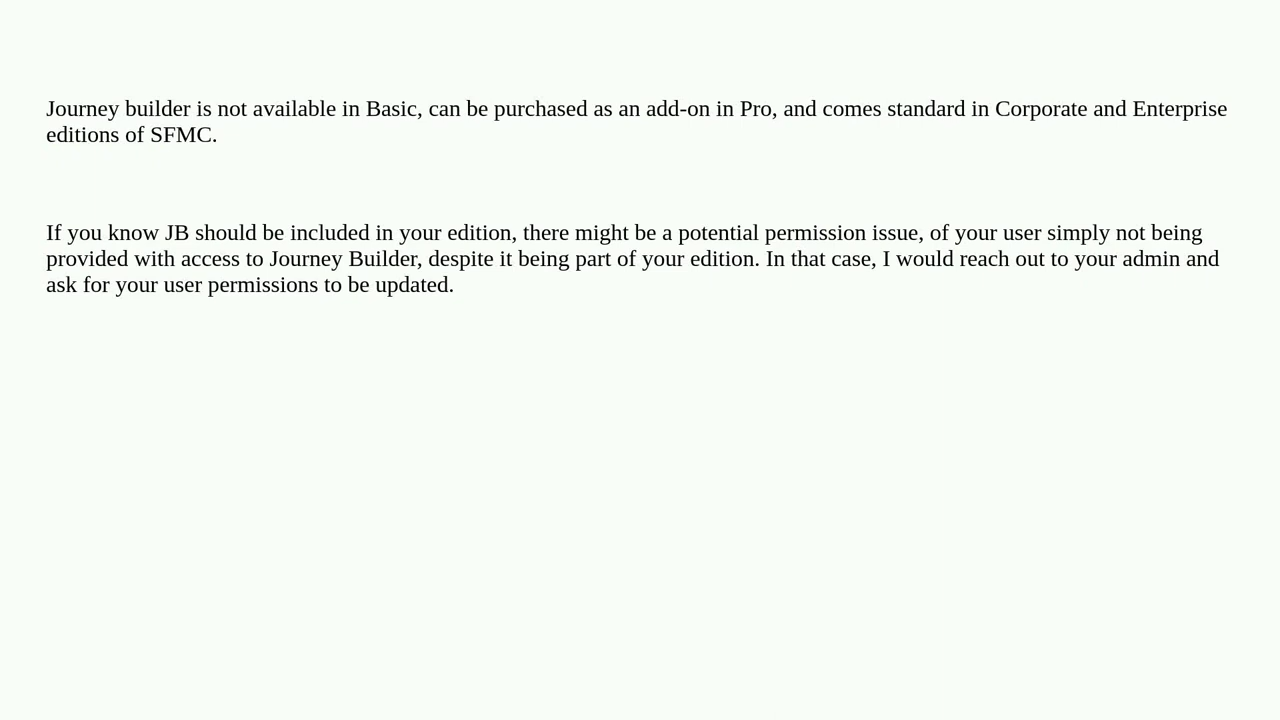 Journey builder is not available in Basic, can be purchased as an add-on in Pro, and comes standard in Corporate and Enterprise
editions of SFMC.
If you know JB should be included in your edition, there might be a potential permission issue, of your user simply not being
provided with access to Journey Builder, despite it being part of your edition. In that case, I would reach out to your admin and
ask for your user permissions to be updated.